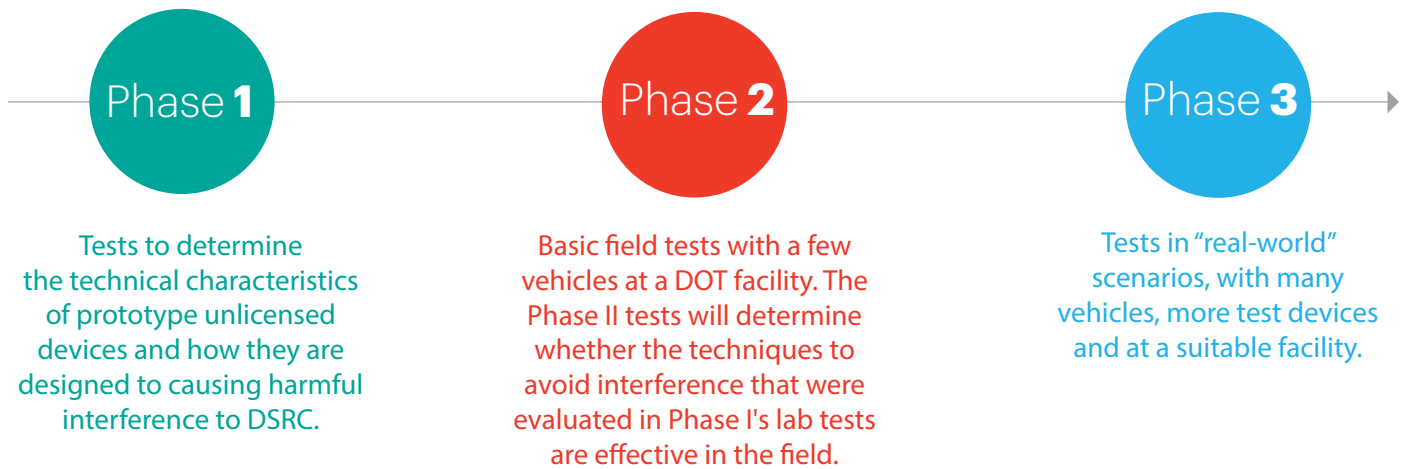 Phase 1
Tests to determine
the technical characteristics
of prototype unlicensed
devices and how they are
designed to causing harmful
interference to DSRC.
Phase 2
Basic field tests with a few
vehicles at a DOT facility. The
Phase II tests will determine
whether the techniques to
avoid interference that were
evaluated in Phase I's lab tests
are effective in the field.
Phase 3
Tests in “real-world”
scenarios, with many
vehicles, more test devices
and at a suitable facility.